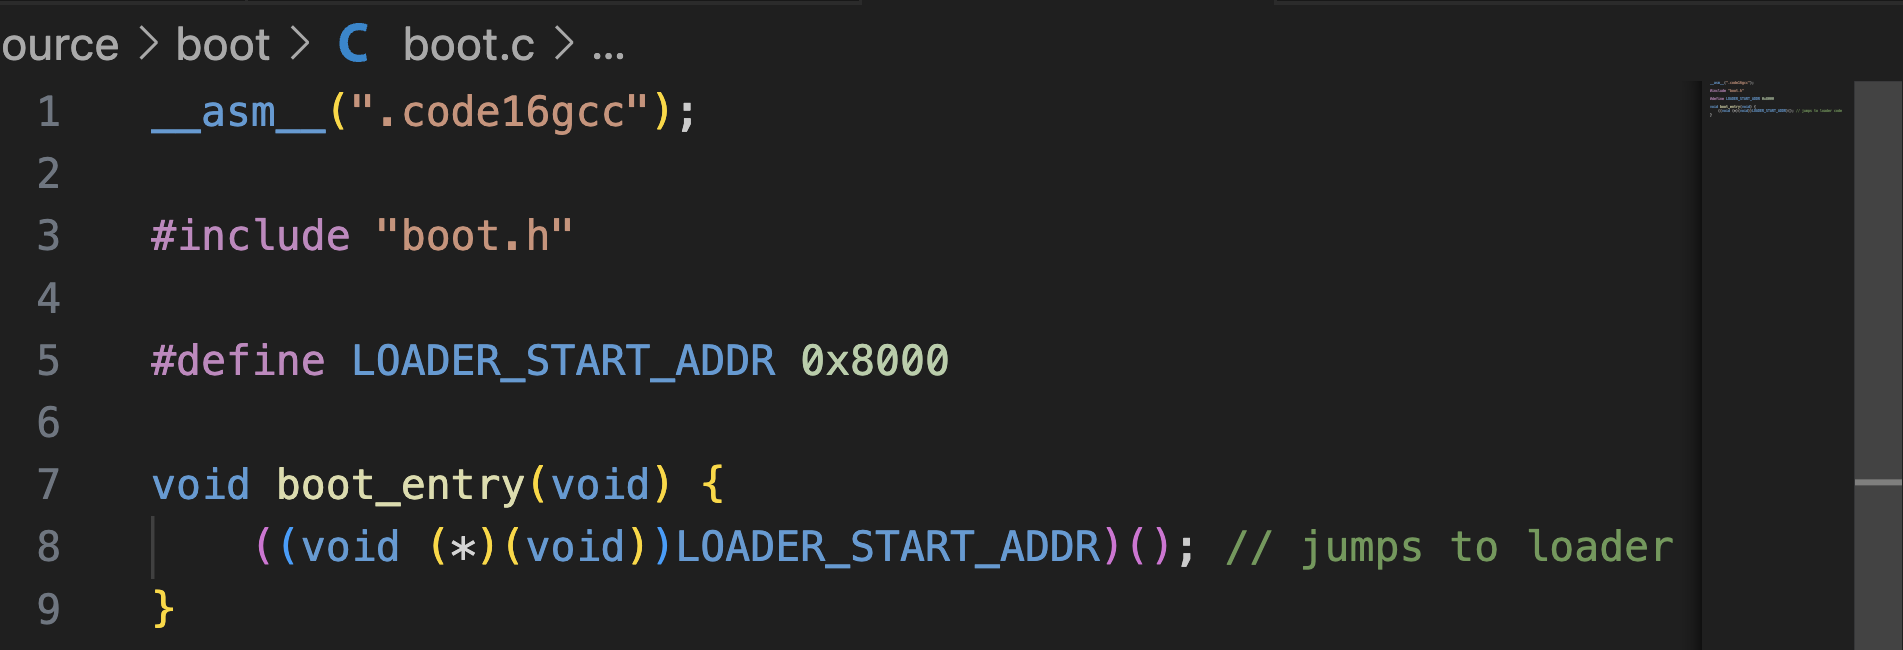 ource > boot > C boot.c > ...
1 __asm__(".code16gcc");
2
3 #include "boot.h"
4
5 #define LOADER_START_ADDR 0x8000
6
7 void boot_entry(void) {
8     ((void (*)(void))LOADER_START_ADDR)(); // jumps to loader
9 }